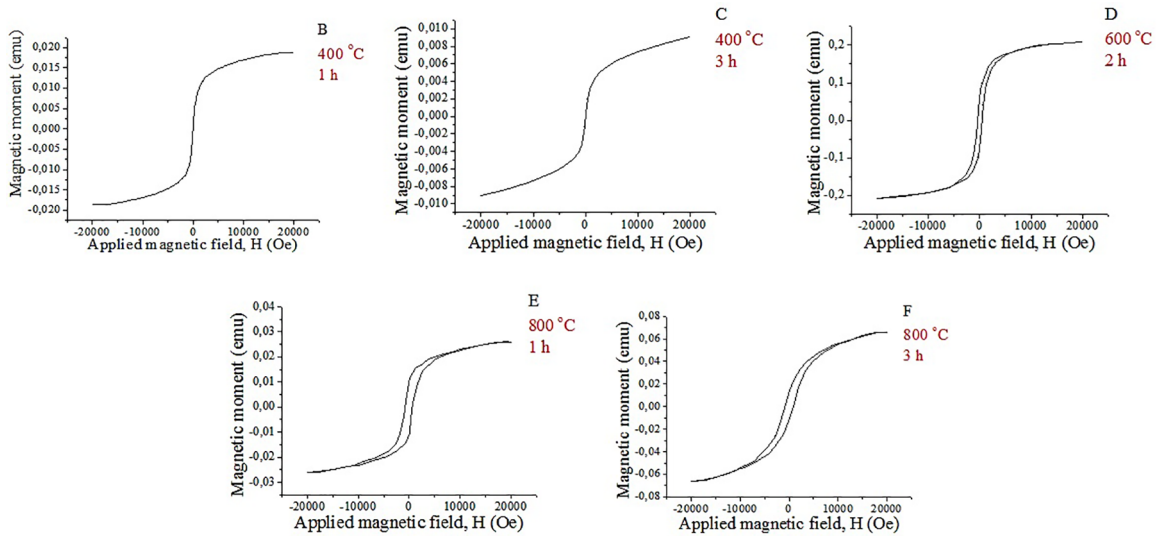 B
400 °C
1 h
Magnetic moment (emu)
0,020
0,015
0,010
0,005
0,000
-0,005
-0,010
-0,015
-0,020
-20000 -10000 0 10000 20000
Applied magnetic field, H (Oe)
C
400 °C
3 h
Magnetic moment (emu)
0,010
0,008
0,006
0,004
0,002
0,000
-0,002
-0,004
-0,006
-0,008
-0,010
-20000 -10000 0 10000 20000
Applied magnetic field, H (Oe)
D
600 °C
2 h
Magnetic moment (emu)
0,2
0,1
0,0
-0,1
-0,2
-20000 -10000 0 10000 20000
Applied magnetic field, H (Oe)
E
800 °C
1 h
Magnetic moment (emu)
0,04
0,03
0,02
0,01
0,00
-0,01
-0,02
-0,03
-20000 -10000 0 10000 20000
Applied magnetic field, H (Oe)
F
800 °C
3 h
Magnetic moment (emu)
0,08
0,06
0,04
0,02
0,00
-0,02
-0,04
-0,06
-0,08
-20000 -10000 0 10000 20000
Applied magnetic field, H (Oe)